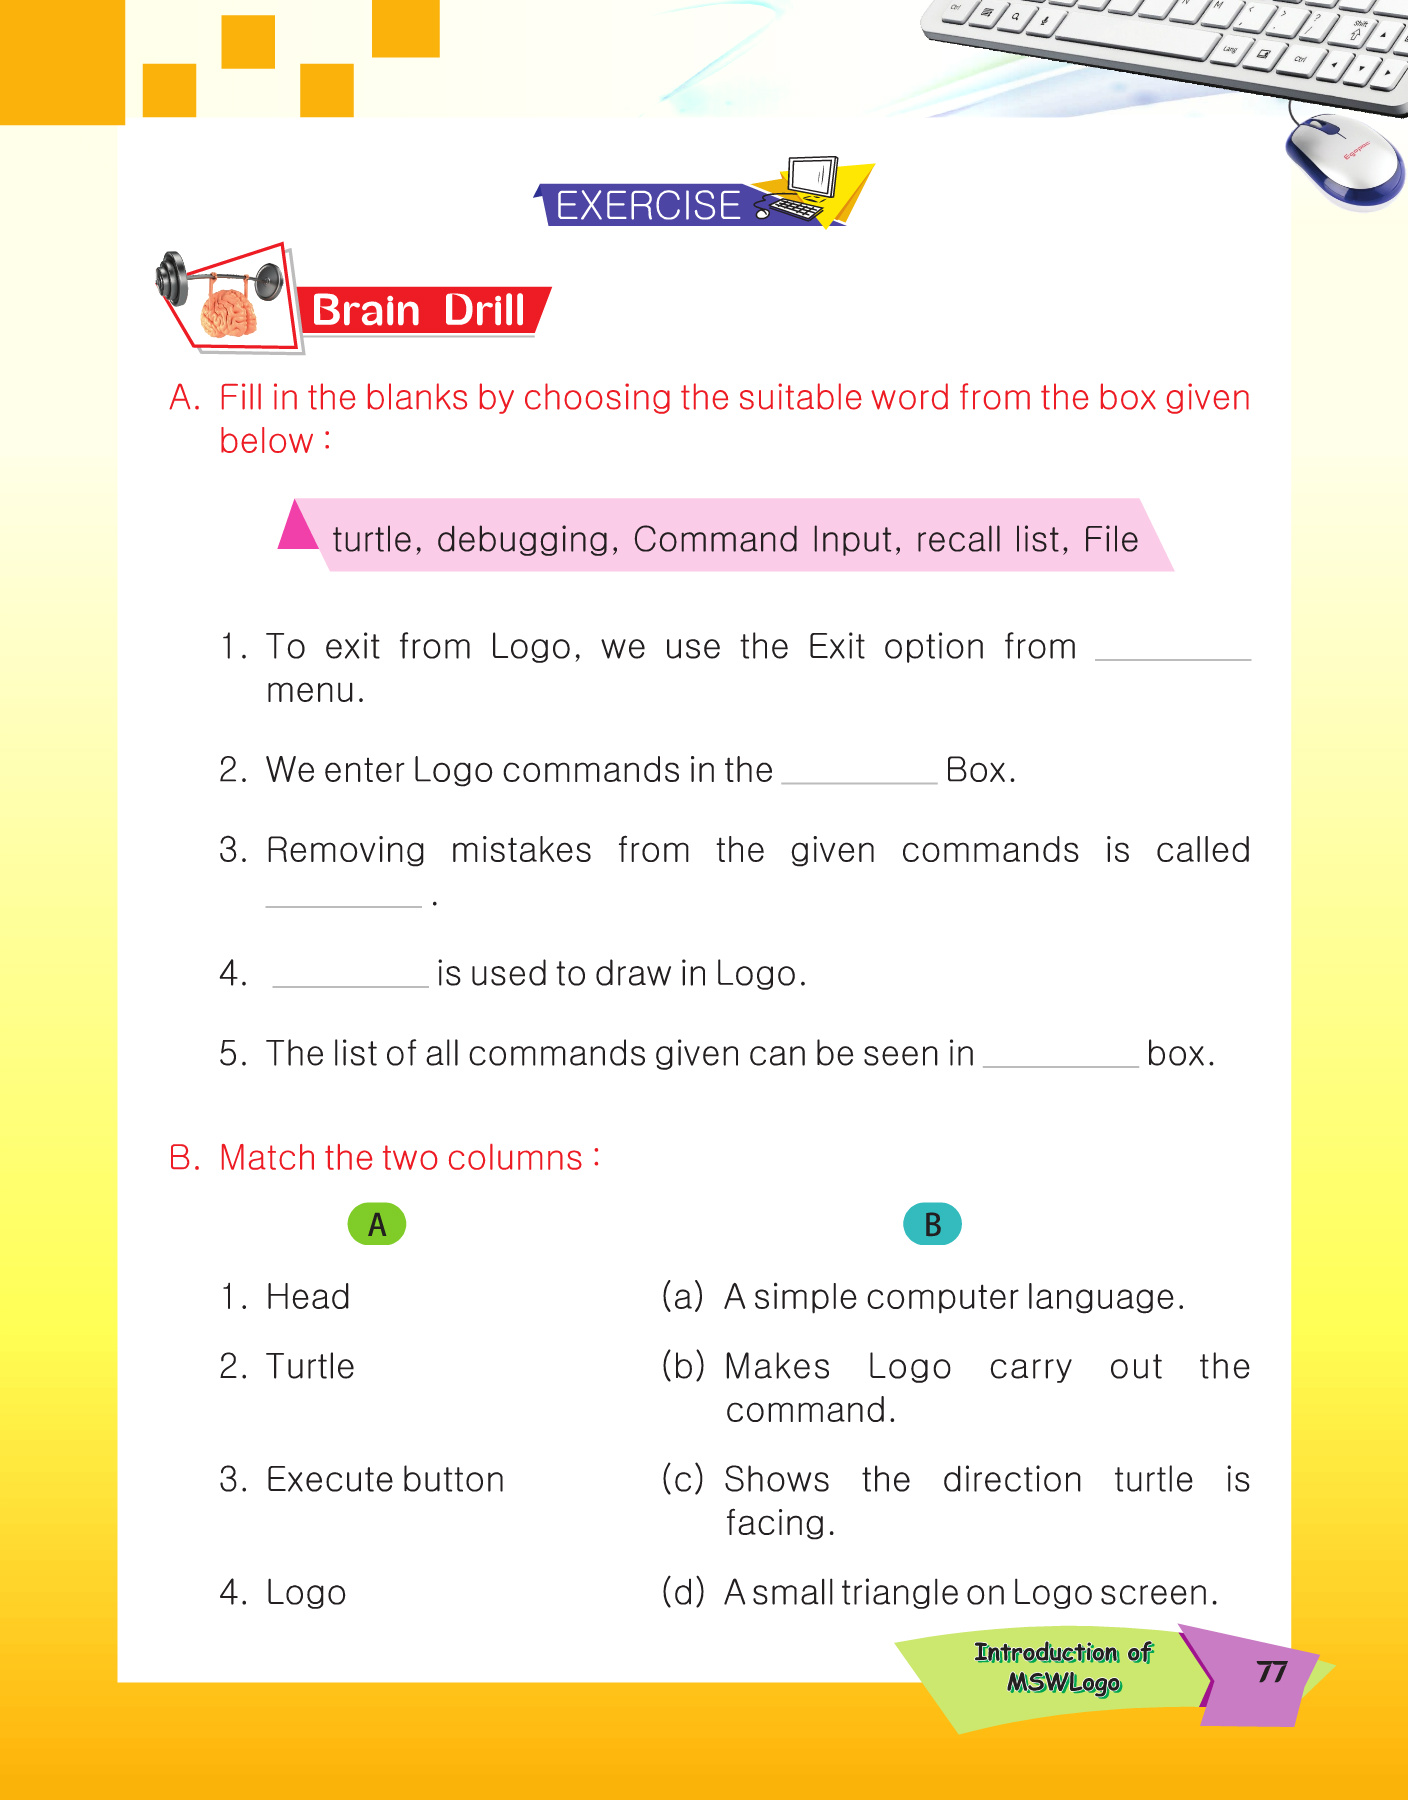 EXERCISE
Brain Drill
A. Fill in the blanks by choosing the suitable word from the box given
below :
turtle, debugging, Command Input, recall list, File
1. To exit from Logo, we use the Exit option from ________
menu.
2. We enter Logo commands in the ________ Box.
3. Removing mistakes from the given commands is called
________ .
4. ________ is used to draw in Logo.
5. The list of all commands given can be seen in ________ box.
B. Match the two columns :
A B
1. Head (a) A simple computer language.
2. Turtle (b) Makes Logo carry out the
command.
3. Execute button (c) Shows the direction turtle is
facing.
4. Logo (d) A small triangle on Logo screen.
Introduction of
MSWLogo
77